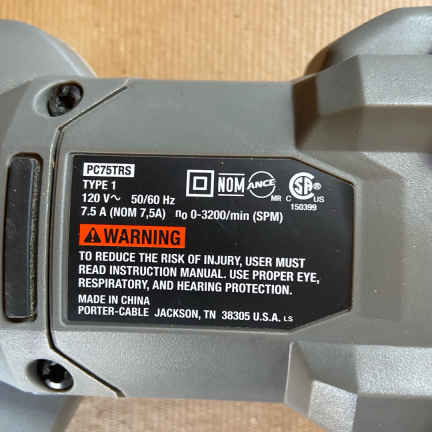 PC75TRS
TYPE 1
120 V~ 50/60 Hz
7.5 A (NOM 7,5A) n₀ 0-3200/min (SPM)
NOM ANCE MR C SA ® US
150399
WARNING
TO REDUCE THE RISK OF INJURY, USER MUST
READ INSTRUCTION MANUAL. USE PROPER EYE,
RESPIRATORY, AND HEARING PROTECTION.
MADE IN CHINA
PORTER-CABLE JACKSON, TN 38305 U.S.A. LS